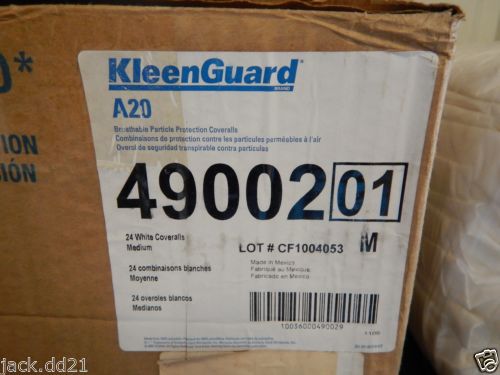 0*
ION
SIÓN
KleenGuard*
BRAND
A20
Breathable Particle Protection Coveralls
Combinaisons de protection contre les particules perméables à l'air
Overol de seguridad transpirable contra partículas
49002 01
24 White Coveralls
Medium
LOT # CF1004053 M
Made in Mexico
Fabriqué au Mexique
Fabricado en Mexico
24 combinaisons blanches
Moyenne
24 overoles blancos
Medianos
10036000490029
jack.dd21